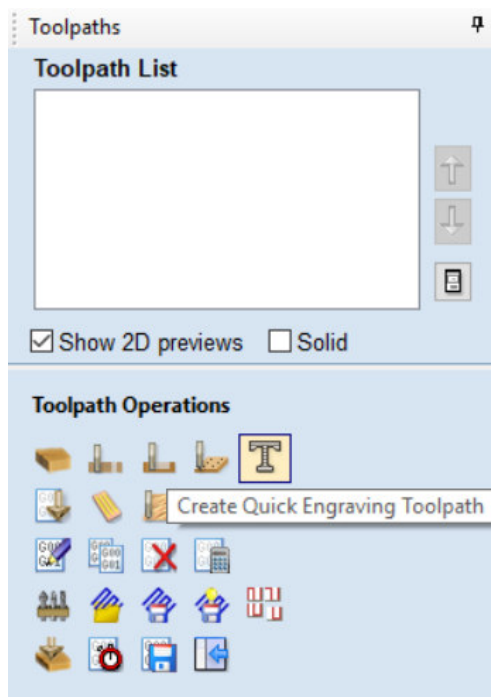 Toolpaths
Toolpath List
Show 2D previews
Solid
Toolpath Operations
Create Quick Engraving Toolpath